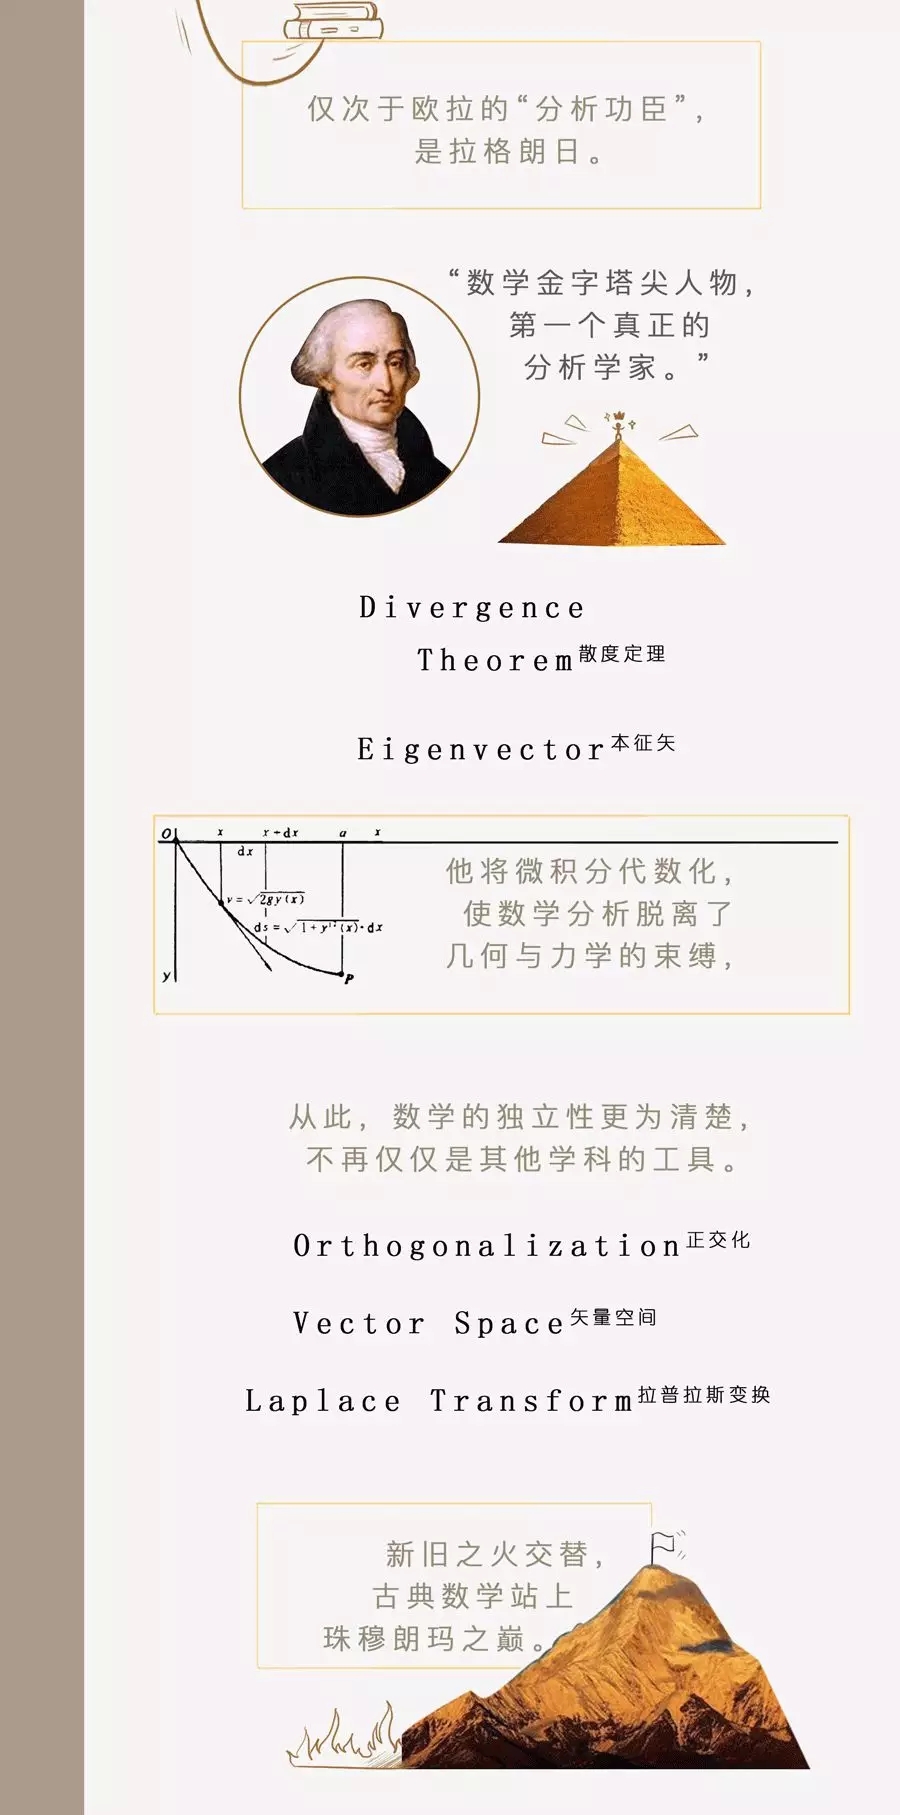 仅次于欧拉的“分析功臣”，
是拉格朗日。
“数学金字塔尖人物，
第一个真正的
分析学家。”
Divergence
Theorem散度定理
Eigenvector本征矢
O x x+dx a x
dx
v=√2gy(x)
ds=√1+y'²(x)·dx
y P
他将微积分代数化，
使数学分析脱离了
几何与力学的束缚，
从此，数学的独立性更为清楚，
不再仅仅是其他学科的工具。
Orthogonalization正交化
Vector Space矢量空间
Laplace Transform拉普拉斯变换
新旧之火交替，
古典数学站上
珠穆朗玛之巅。